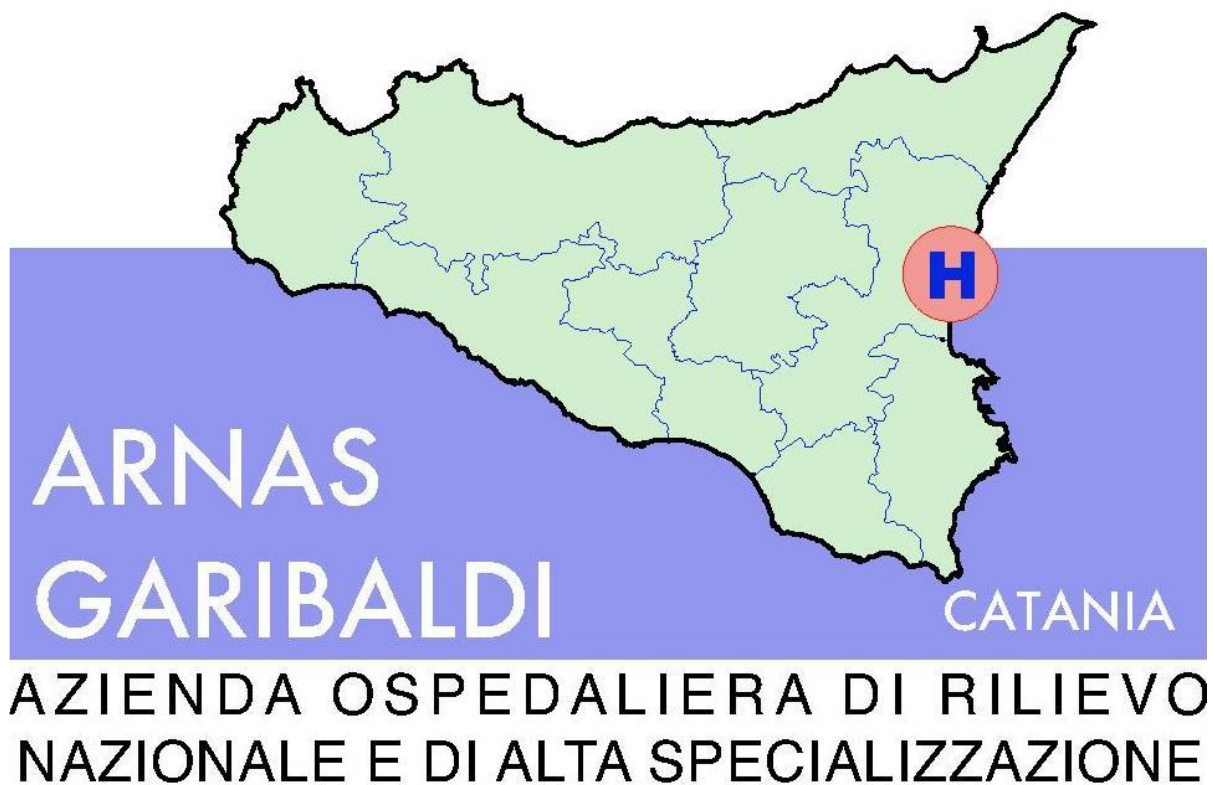 H
ARNAS
GARIBALDI
CATANIA
AZIENDA OSPEDALIERA DI RILIEVO
NAZIONALE E DI ALTA SPECIALIZZAZIONE